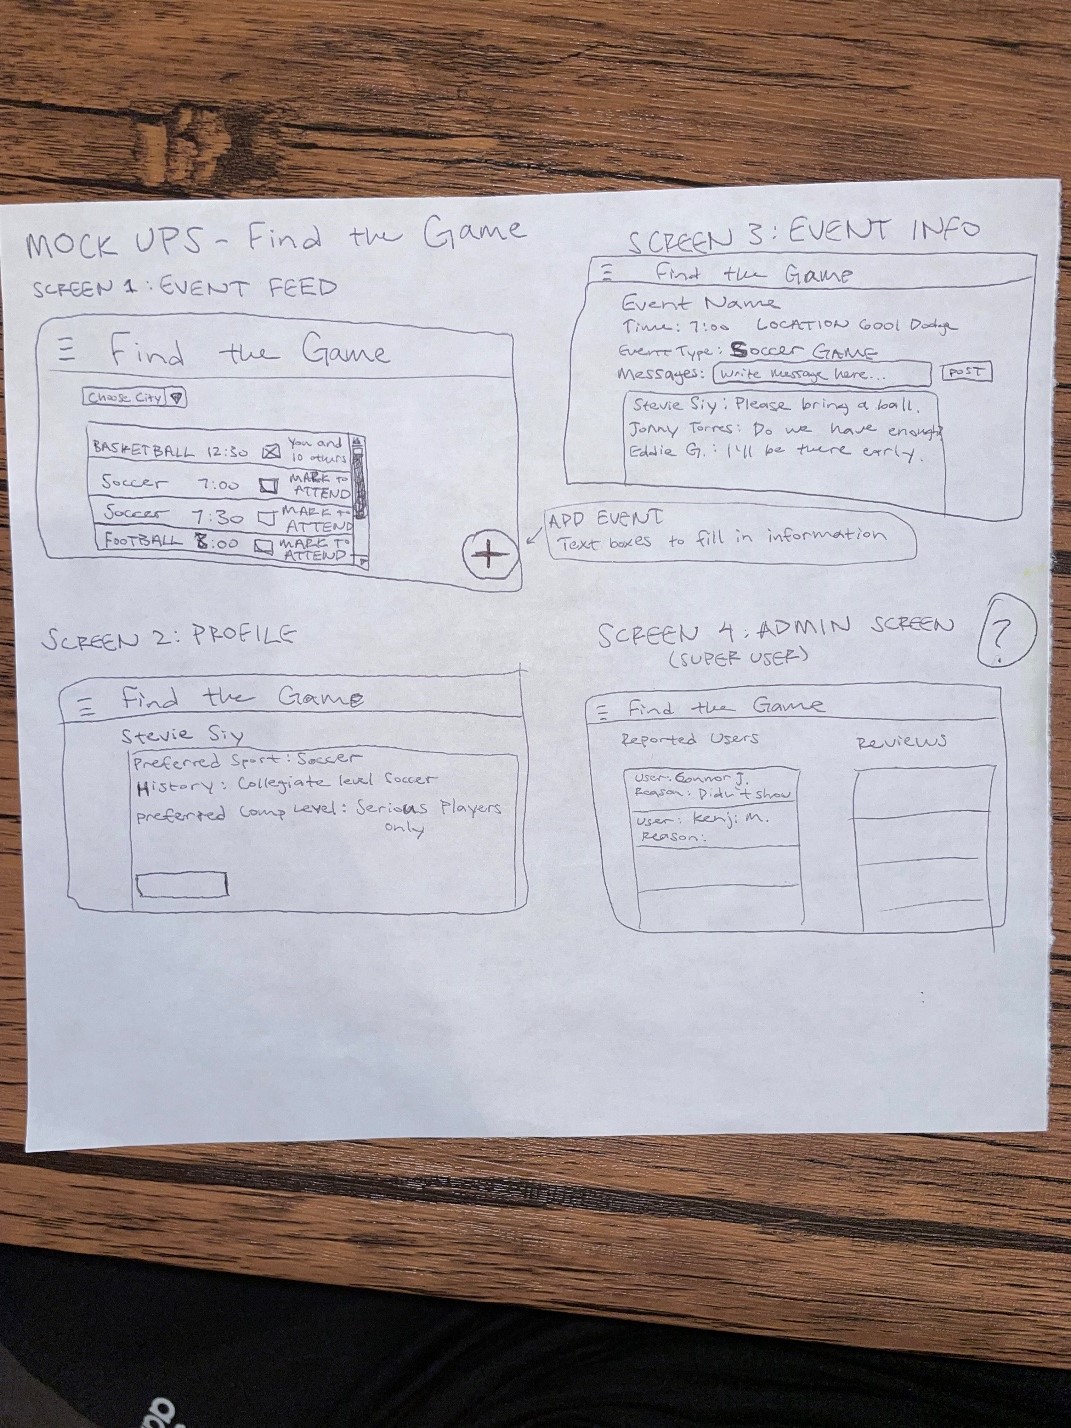 MOCK UPS - Find the Game
SCREEN 1: EVENT FEED
Find the Game
Choose City
BASKETBALL 12:30 You and 10 others
Soccer 7:00 MARK TO ATTEND
Soccer 7:30 MARK TO ATTEND
FOOTBALL 8:00 MARK TO ATTEND
+
ADD EVENT
Text boxes to fill in information
SCREEN 2: PROFILE
Find the Game
Stevie Siy
Preferred Sport: Soccer
History: Collegiate level Soccer
preferred Comp Level: Serious Players
only
SCREEN 3: EVENT INFO
Find the Game
Event Name
Time: 7:00 LOCATION 6001 Dodge
Event Type: Soccer GAME
Messages: Write message here... POST
Stevie Siy: Please bring a ball.
Jonny Torres: Do we have enough?
Eddie G.: I'll be there early.
SCREEN 4: ADMIN SCREEN
(SUPER USER)
?
Find the Game
Reported Users
User: Connor J.
Reason: Didn't show
User: Kenji M.
Reason:
Reviews